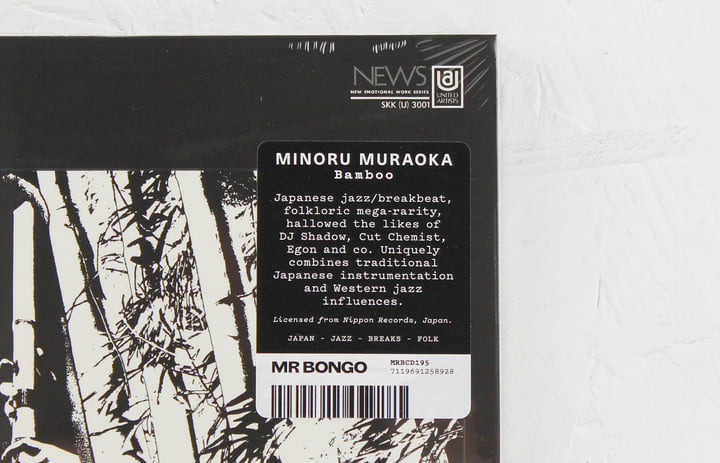 NEWS
NEW EMOTIONAL WORK SERIES
SKK (U) 3001
UA
UNITED
ARTISTS
MINORU MURAOKA
Bamboo
Japanese jazz/breakbeat,
folkloric mega-rarity,
hallowed the likes of
DJ Shadow, Cut Chemist,
Egon and co. Uniquely
combines traditional
Japanese instrumentation
and Western jazz
influences.
Licensed from Nippon Records, Japan.
JAPAN - JAZZ - BREAKS - FOLK
MR BONGO
MRBCD195
7119691258928